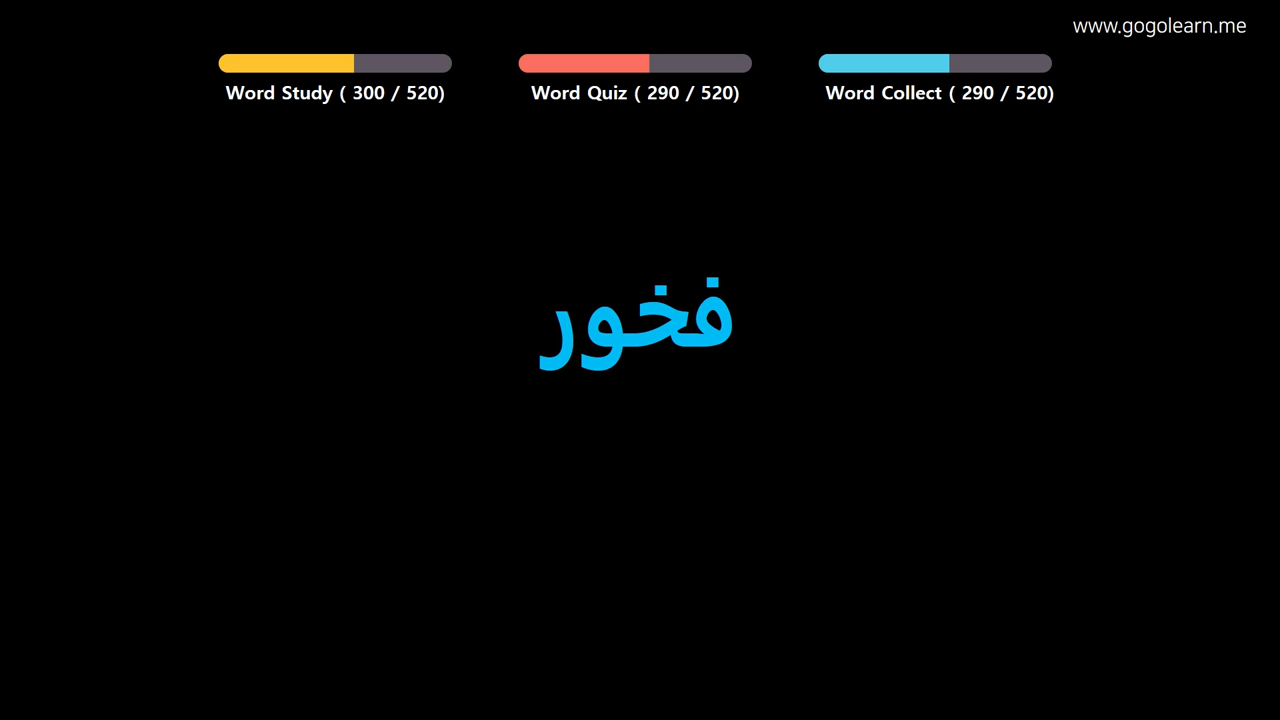 www.gogolearn.me
Word Study ( 300 / 520)
Word Quiz ( 290 / 520)
Word Collect ( 290 / 520)
فخور